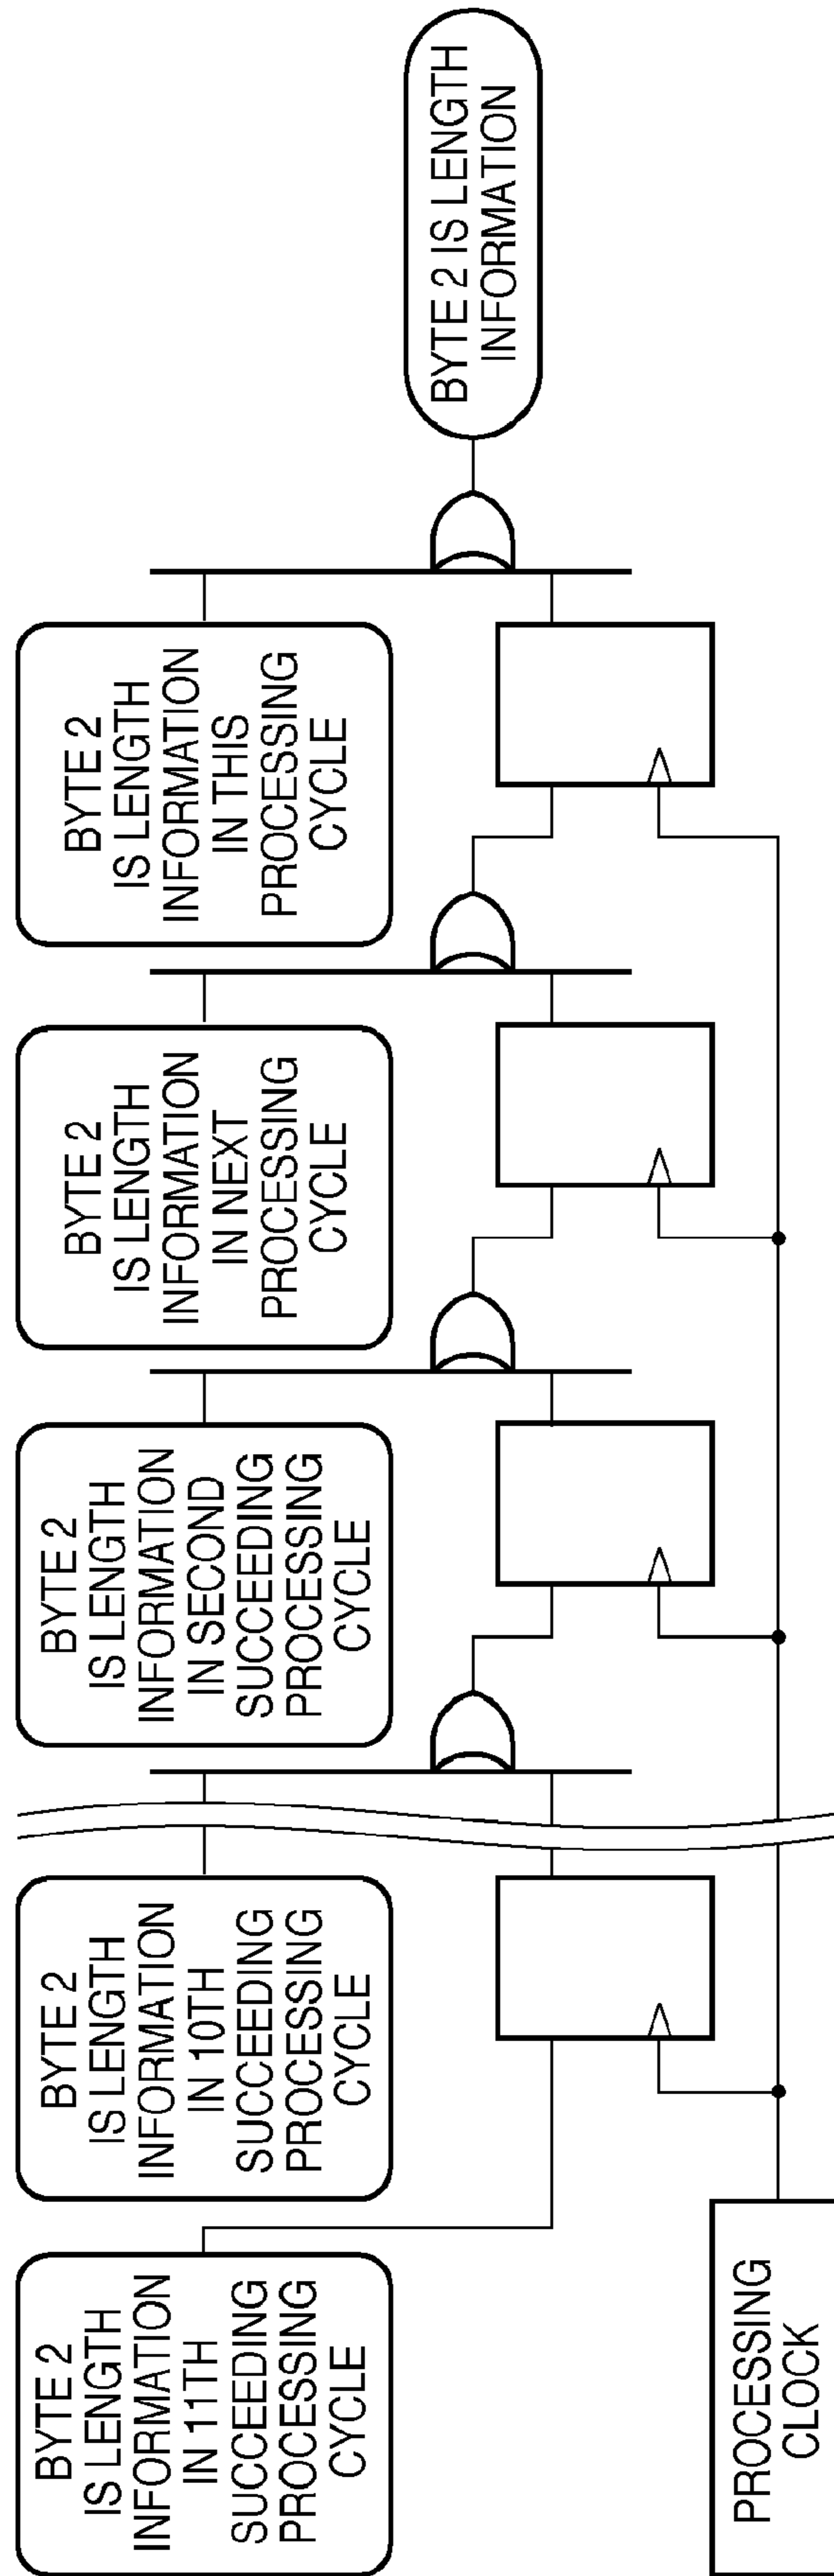 BYTE 2
IS LENGTH
INFORMATION
IN 11TH
SUCCEEDING
PROCESSING
CYCLE
BYTE 2
IS LENGTH
INFORMATION
IN 10TH
SUCCEEDING
PROCESSING
CYCLE
BYTE 2
IS LENGTH
INFORMATION
IN SECOND
SUCCEEDING
PROCESSING
CYCLE
BYTE 2
IS LENGTH
INFORMATION
IN NEXT
PROCESSING
CYCLE
BYTE 2
IS LENGTH
INFORMATION
IN THIS
PROCESSING
CYCLE
BYTE 2 IS LENGTH
INFORMATION
PROCESSING
CLOCK